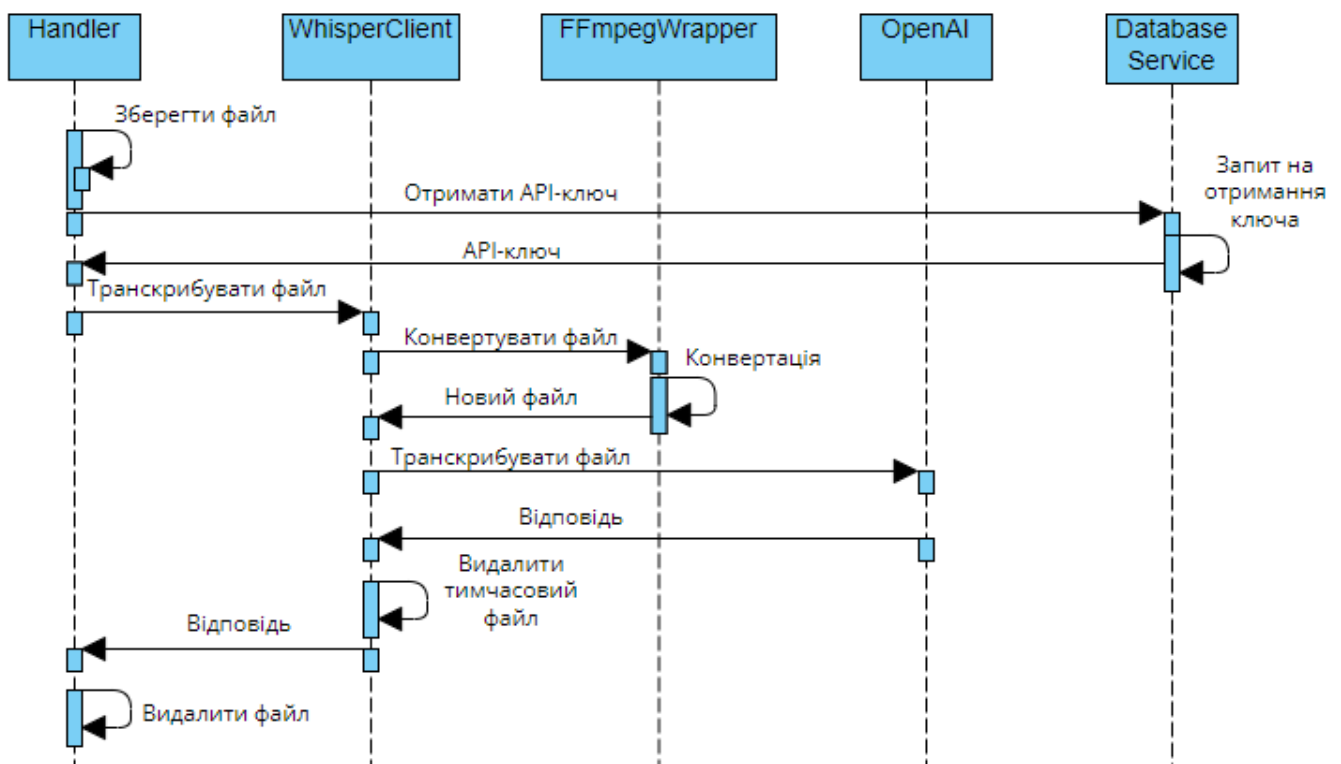 Handler
WhisperClient
FFmpegWrapper
OpenAI
Database
Service
Зберегти файл
Запит на
отримання
ключа
Отримати API-ключ
API-ключ
Транскрибувати файл
Конвертувати файл
Конвертація
Новий файл
Транскрибувати файл
Відповідь
Видалити
тимчасовий
файл
Відповідь
Видалити файл